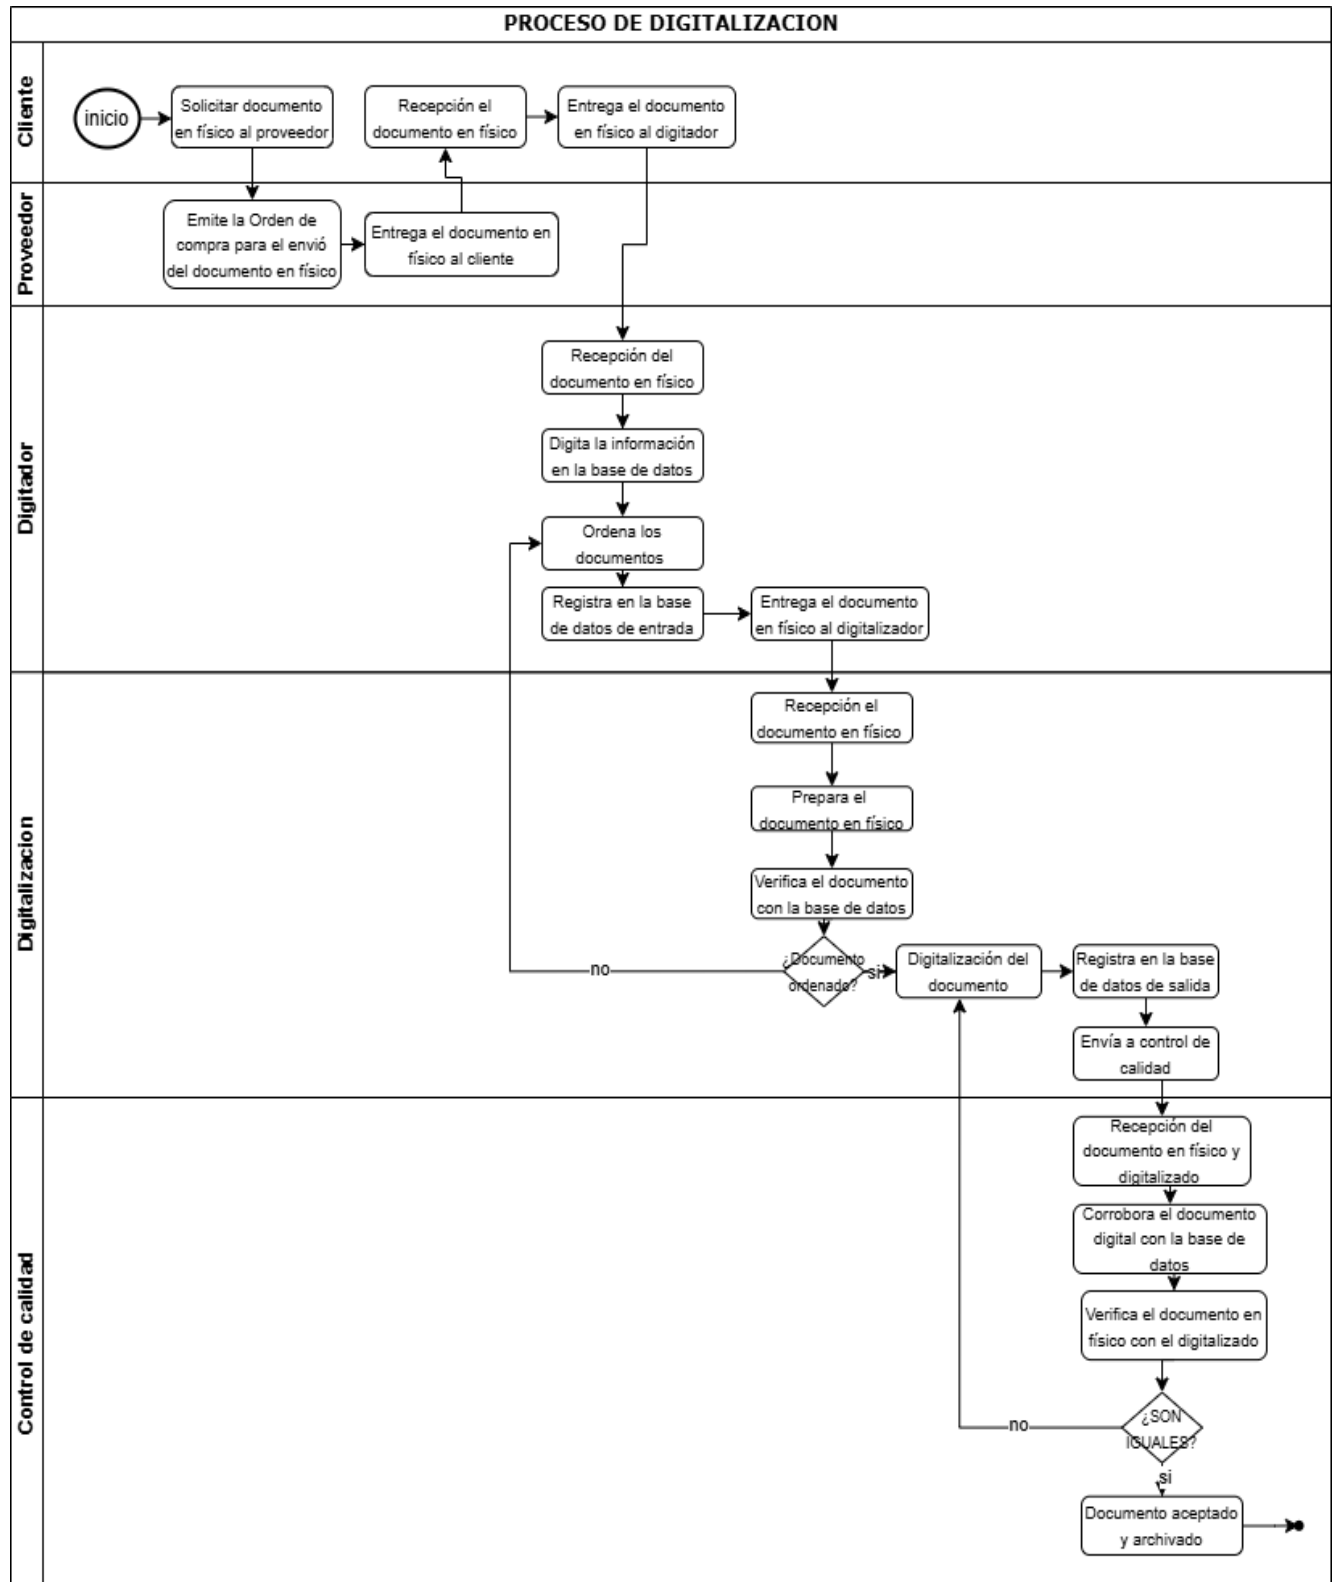 PROCESO DE DIGITALIZACION
Cliente
inicio
Solicitar documento
en físico al proveedor
Recepción el
documento en físico
Entrega el documento
en físico al digitador
Proveedor
Emite la Orden de
compra para el envió
del documento en físico
Entrega el documento en
físico al cliente
Digitador
Recepción del
documento en físico
Digita la información
en la base de datos
Ordena los
documentos
Registra en la base
de datos de entrada
Entrega el documento
en físico al digitalizador
Digitalizacion
Recepción el
documento en físico
Prepara el
documento en físico
Verifica el documento
con la base de datos
¿Documento
ordenado?
no
si
Digitalización del
documento
Registra en la base
de datos de salida
Envía a control de
calidad
Control de calidad
Recepción del
documento en físico y
digitalizado
Corrobora el documento
digital con la base de
datos
Verifica el documento en
físico con el digitalizado
¿SON
IGUALES?
no
si
Documento aceptado
y archivado